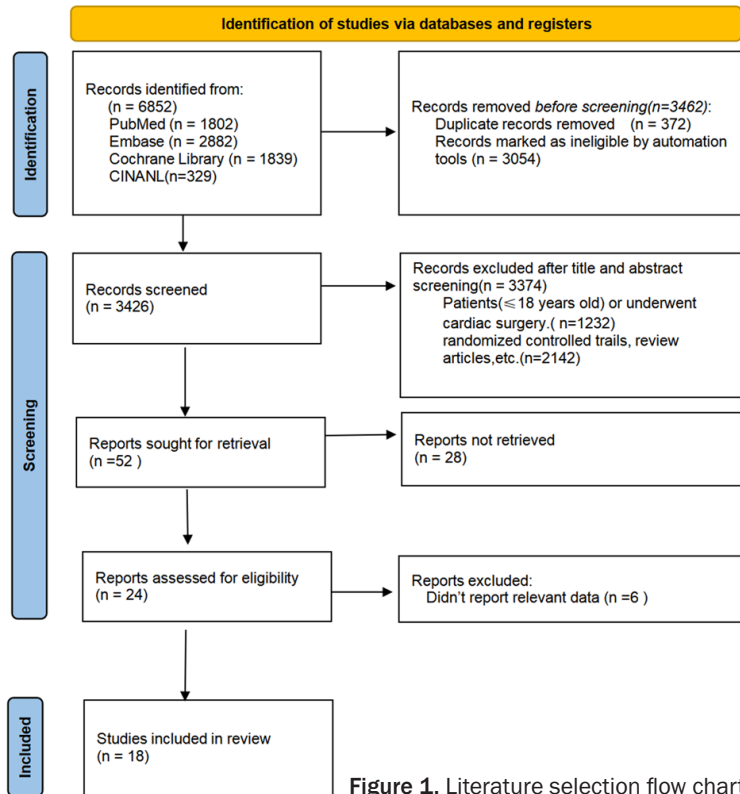 Identification of studies via databases and registers
Identification
Records identified from:
(n = 6852)
PubMed (n = 1802)
Embase (n = 2882)
Cochrane Library (n = 1839)
CINANL(n=329)
Records removed before screening(n=3462):
Duplicate records removed (n = 372)
Records marked as ineligible by automation
tools (n = 3054)
Screening
Records screened
(n = 3426)
Records excluded after title and abstract
screening(n = 3374)
Patients(≤18 years old) or underwent
cardiac surgery.( n=1232)
randomized controlled trails, review
articles,etc.(n=2142)
Reports sought for retrieval
(n =52 )
Reports not retrieved
(n = 28)
Reports assessed for eligibility
(n = 24)
Reports excluded:
Didn't report relevant data (n =6 )
Included
Studies included in review
(n = 18)
Figure 1. Literature selection flow chart